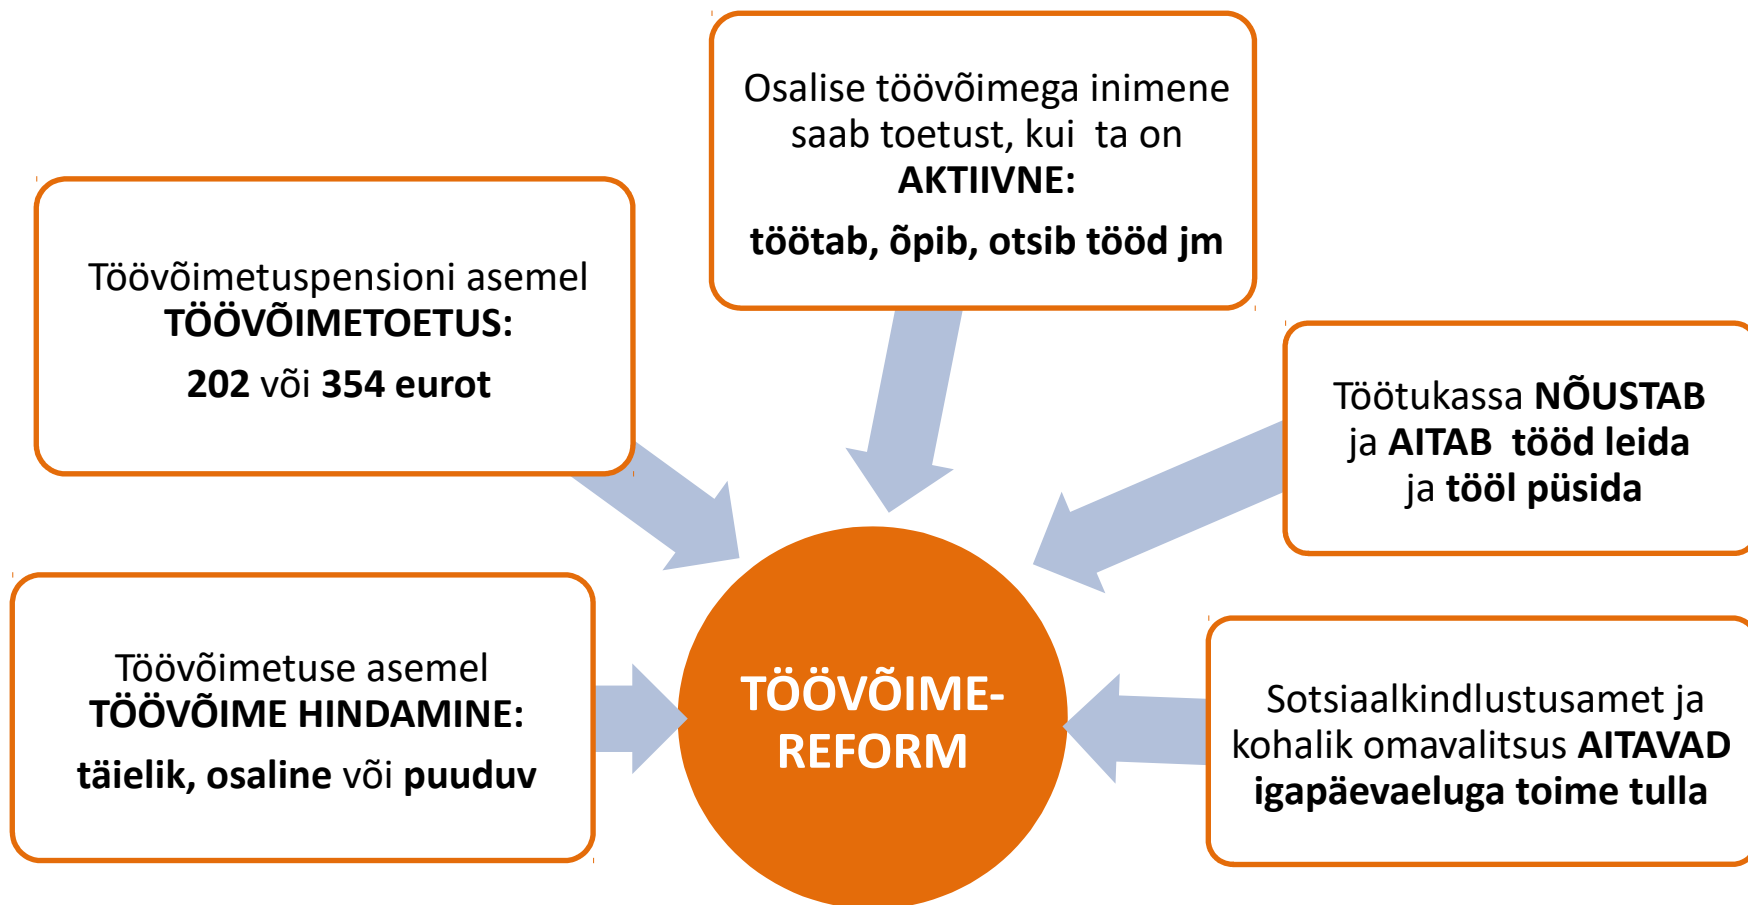 Osalise töövõimega inimene
saab toetust, kui ta on
AKTIIVNE:
töötab, õpib, otsib tööd jm
Töövõimetuspensioni asemel
TÖÖVÕIMETOETUS:
202 või 354 eurot
Töötukassa NÕUSTAB
ja AITAB tööd leida
ja tööl püsida
Töövõimetuse asemel
TÖÖVÕIME HINDAMINE:
täielik, osaline või puuduv
TÖÖVÕIME-
REFORM
Sotsiaalkindlustusamet ja
kohalik omavalitsus AITAVAD
igapäevaeluga toime tulla